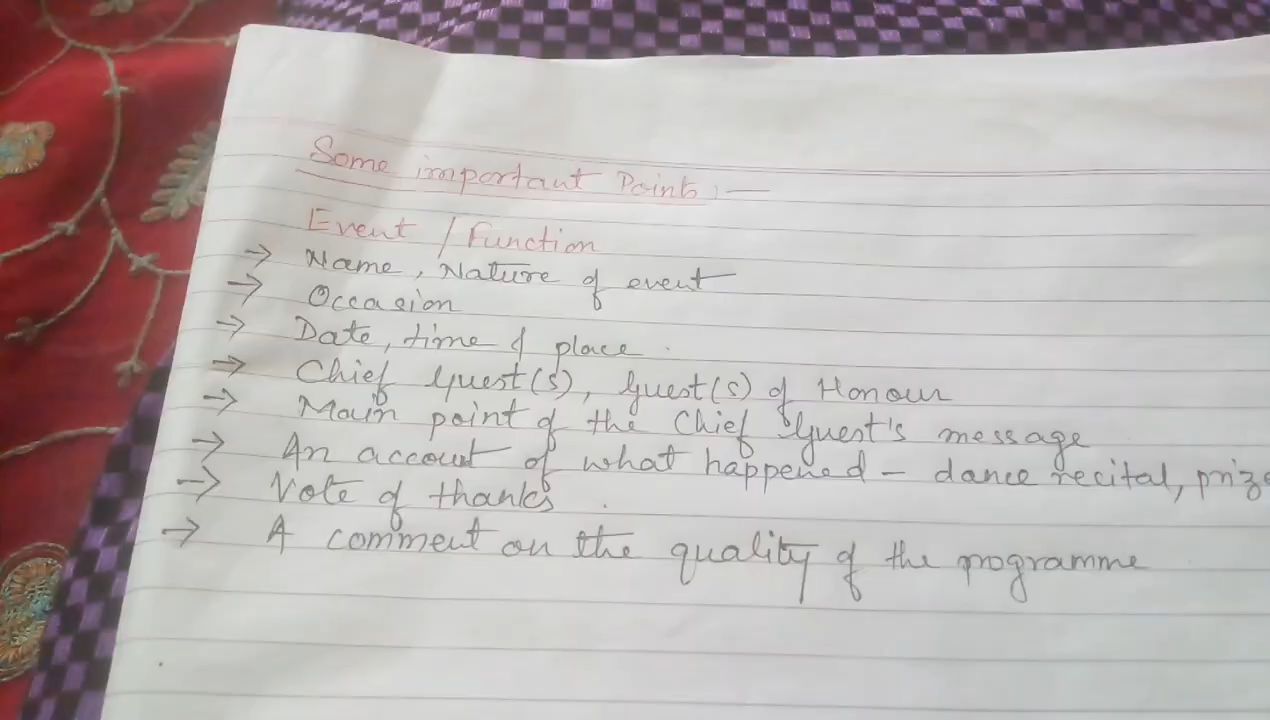 Some important Points :—
Event / Function
→ Name, Nature of event
→ Occasion
→ Date, time & place.
→ Chief Guest(s), Guest(s) of Honour
→ Main point of the Chief Guest's message
→ An account of what happened – dance recital, prize
→ Vote of thanks.
→ A comment on the quality of the programme